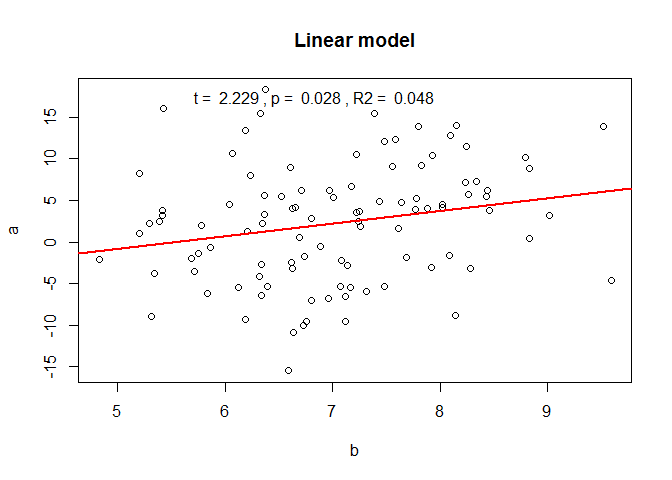 Linear model
t = 2.229 , p = 0.028 , R2 = 0.048
15
10
5
0
-5
-10
-15
a
5 6 7 8 9
b